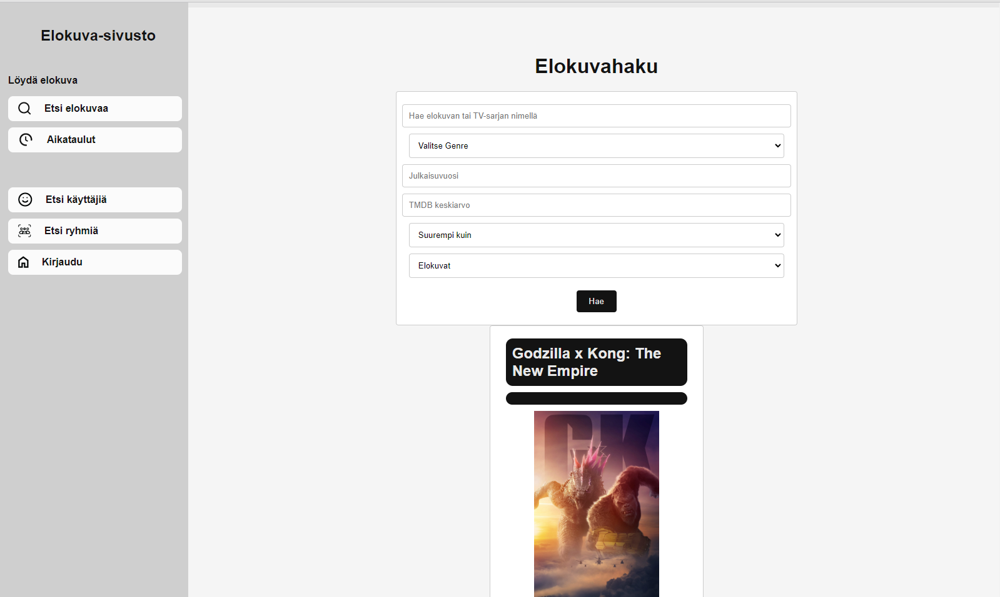 Elokuva-sivusto
Löydä elokuva
Etsi elokuvaa
Aikataulut
Etsi käyttäjiä
Etsi ryhmiä
Kirjaudu
Elokuvahaku
Hae elokuvan tai TV-sarjan nimellä
Valitse Genre
Julkaisuvuosi
TMDB keskiarvo
Suurempi kuin
Elokuvat
Hae
Godzilla x Kong: The
New Empire
GK